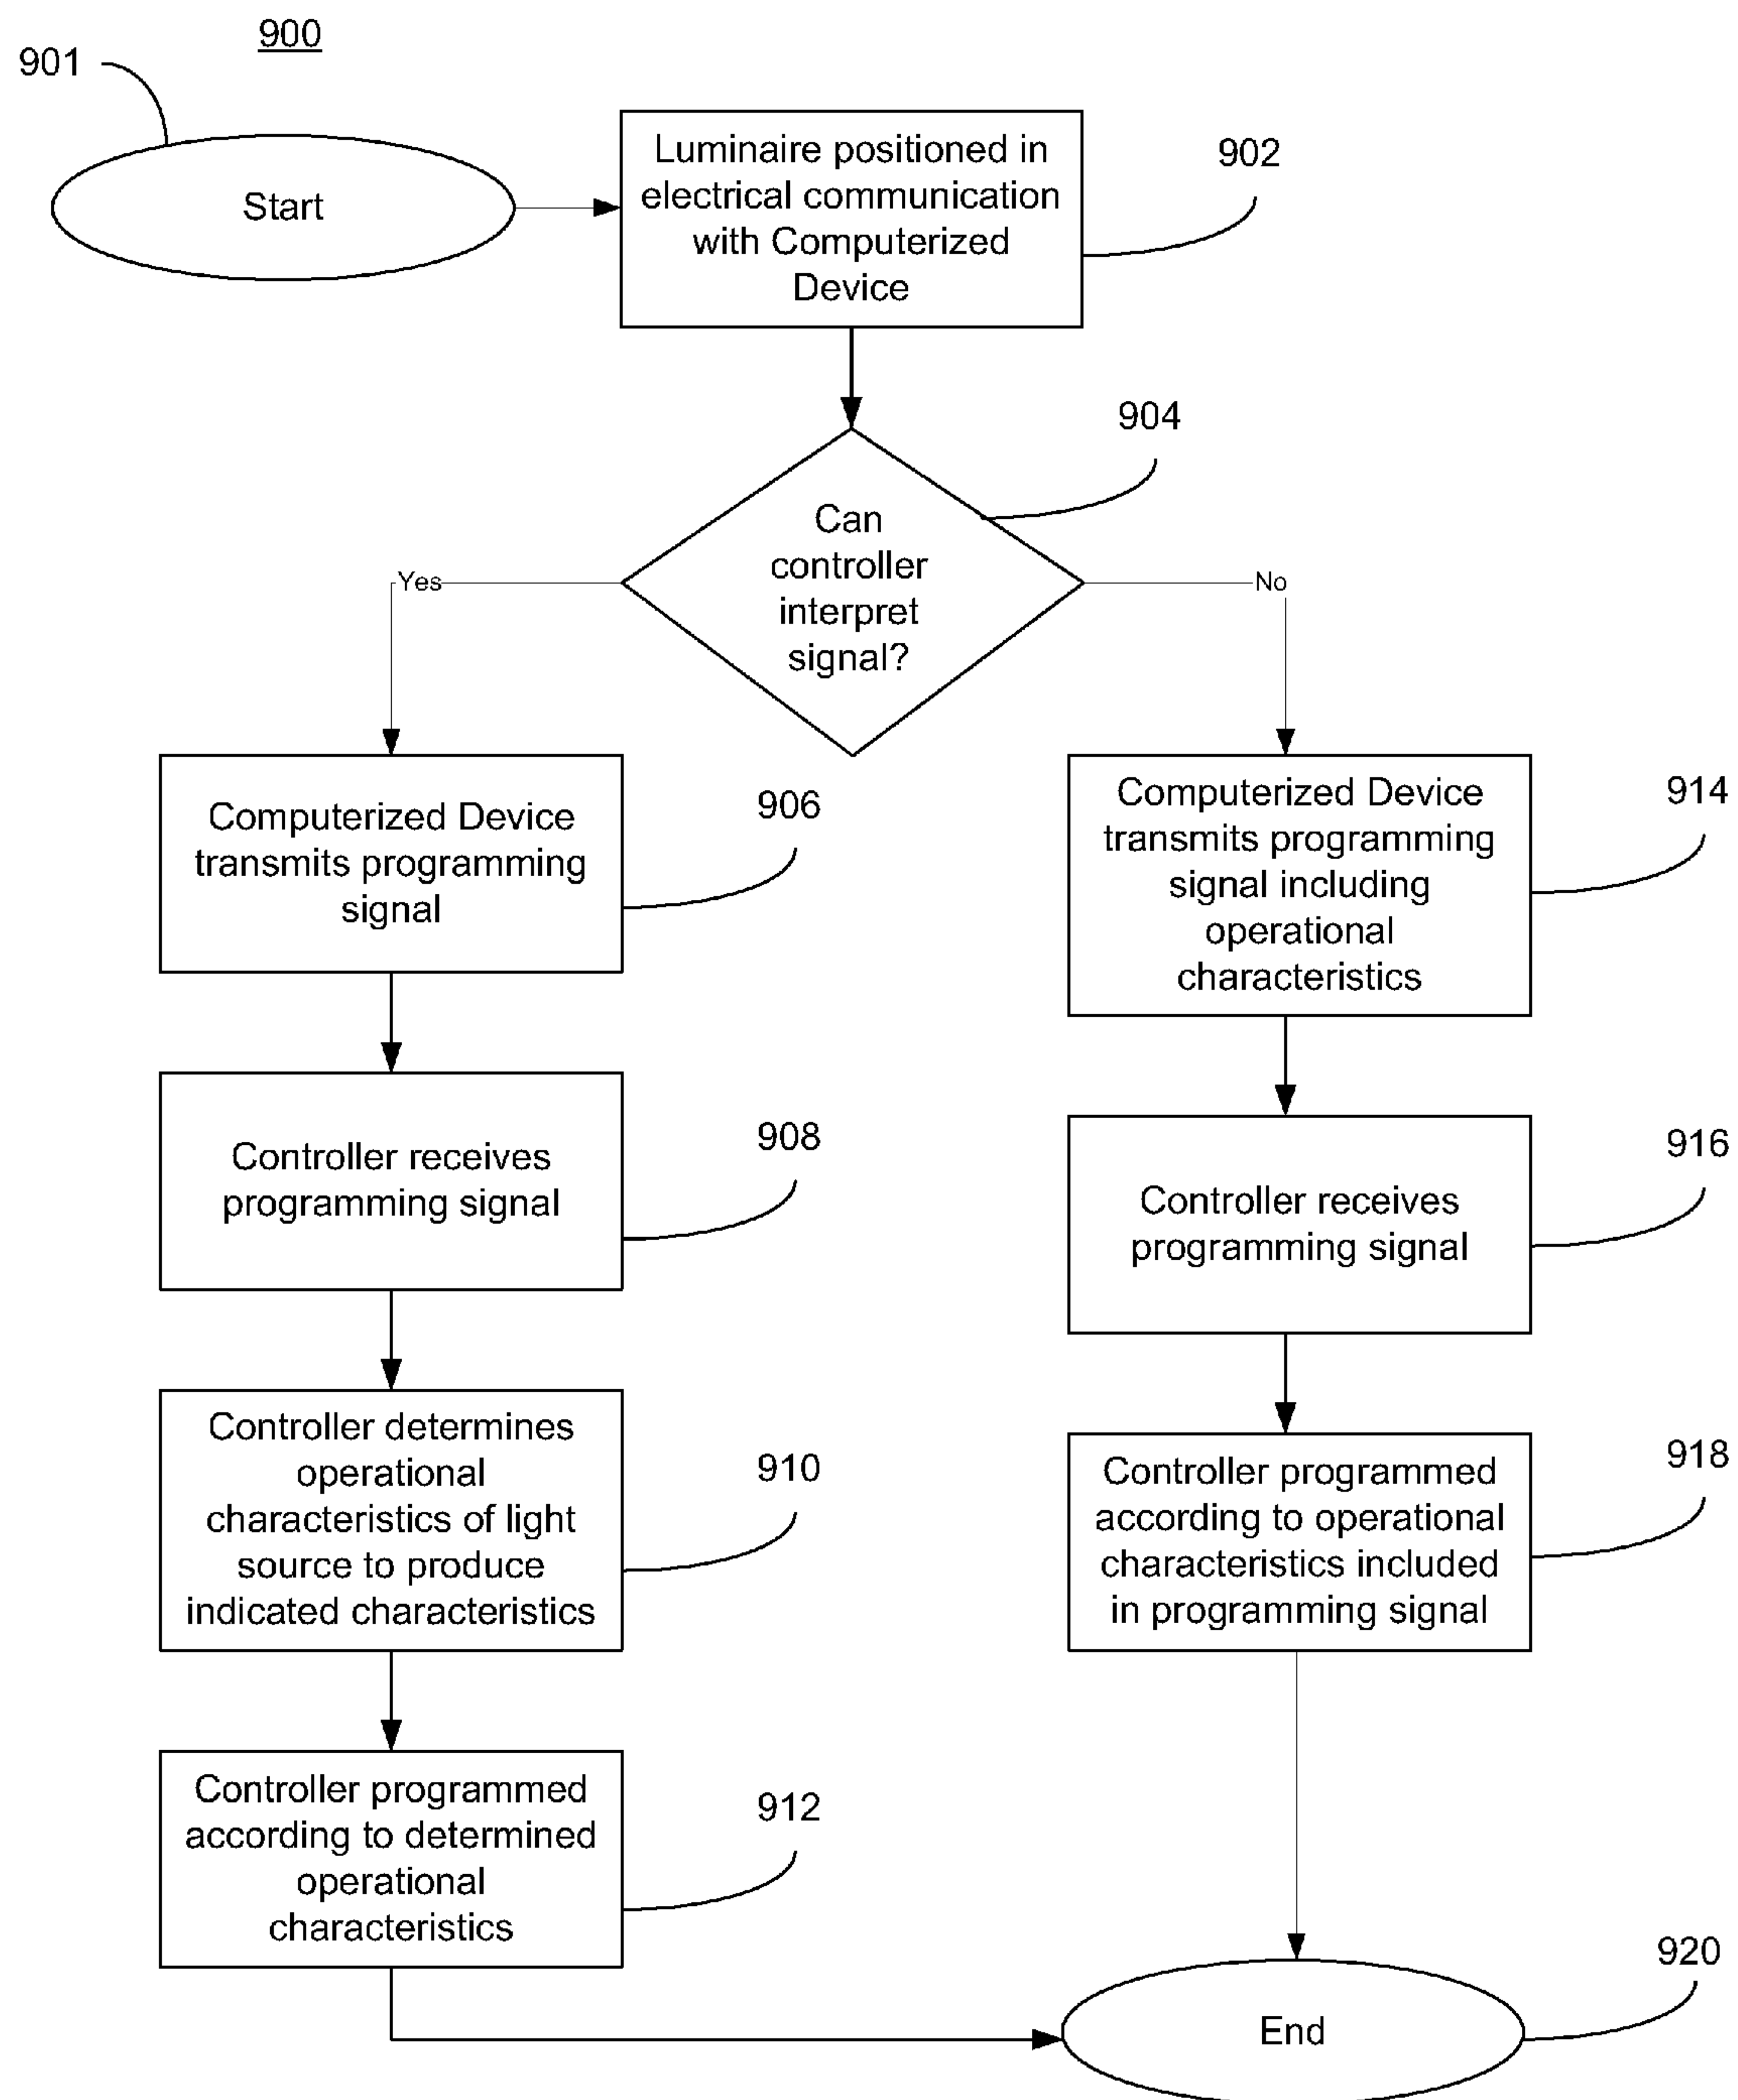 900
901
Start
Luminaire positioned in
electrical communication
with Computerized
Device
902
904
Can
controller
interpret
signal?
Yes
No
Computerized Device
transmits programming
signal
906
Computerized Device
transmits programming
signal including
operational
characteristics
914
Controller receives
programming signal
908
Controller receives
programming signal
916
Controller determines
operational
characteristics of light
source to produce
indicated characteristics
910
Controller programmed
according to operational
characteristics included
in programming signal
918
Controller programmed
according to determined
operational
characteristics
912
End
920